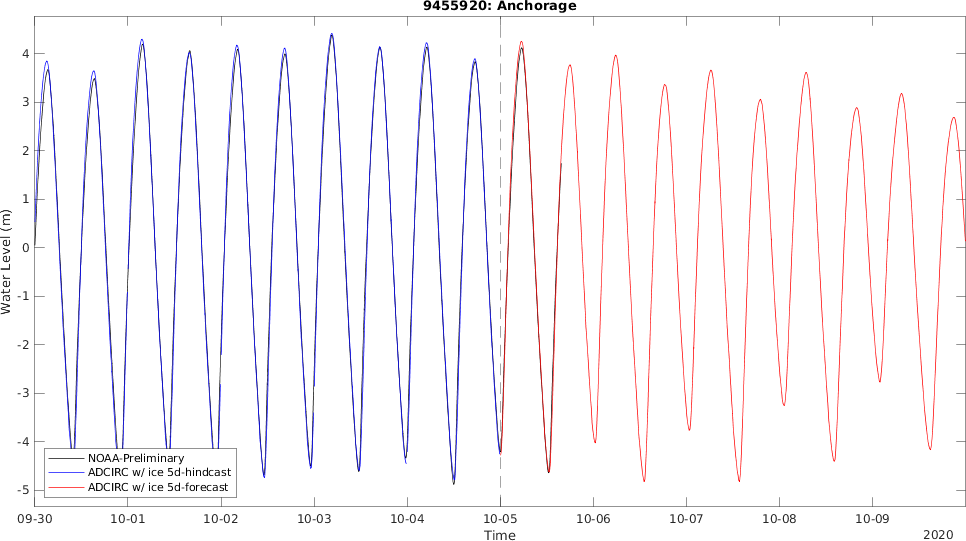 9455920: Anchorage
Water Level (m)
4
3
2
1
0
-1
-2
-3
-4
-5
NOAA-Preliminary
ADCIRC w/ ice 5d-hindcast
ADCIRC w/ ice 5d-forecast
09-30 10-01 10-02 10-03 10-04 10-05 10-06 10-07 10-08 10-09
Time
2020